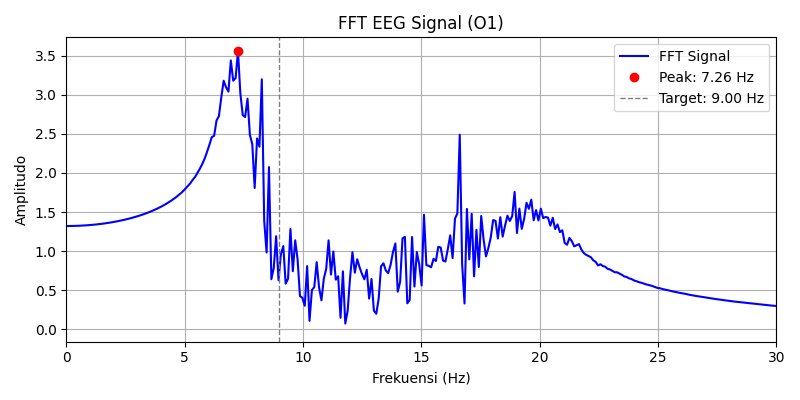 FFT EEG Signal (O1)
FFT Signal
Peak: 7.26 Hz
Target: 9.00 Hz
Amplitudo
3.5
3.0
2.5
2.0
1.5
1.0
0.5
0.0
0 5 10 15 20 25 30
Frekuensi (Hz)